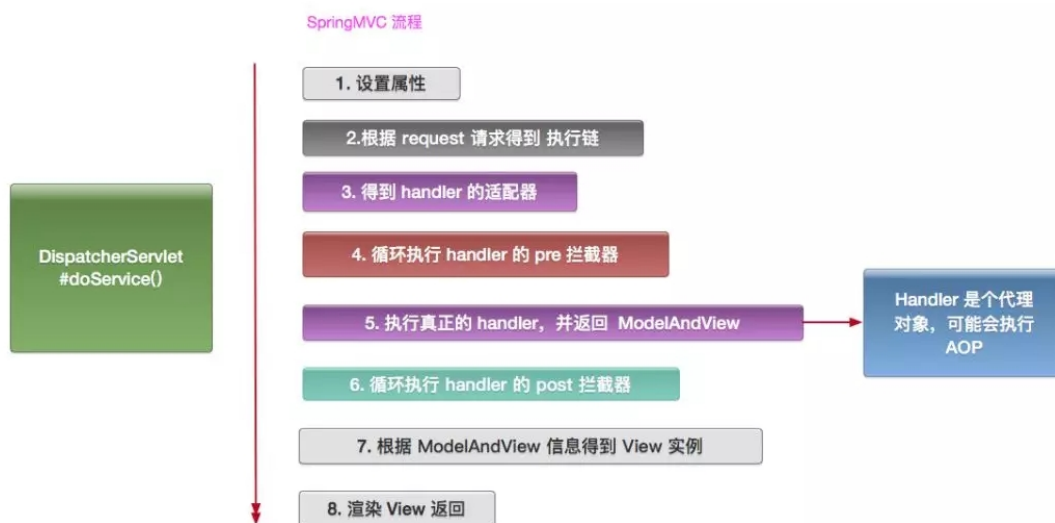 SpringMVC 流程
1. 设置属性
2.根据 request 请求得到 执行链
3. 得到 handler 的适配器
4. 循环执行 handler 的 pre 拦截器
DispatcherServlet
#doService()
5. 执行真正的 handler，并返回 ModelAndView
Handler 是个代理
对象，可能会执行
AOP
6. 循环执行 handler 的 post 拦截器
7. 根据 ModelAndView 信息得到 View 实例
8. 渲染 View 返回